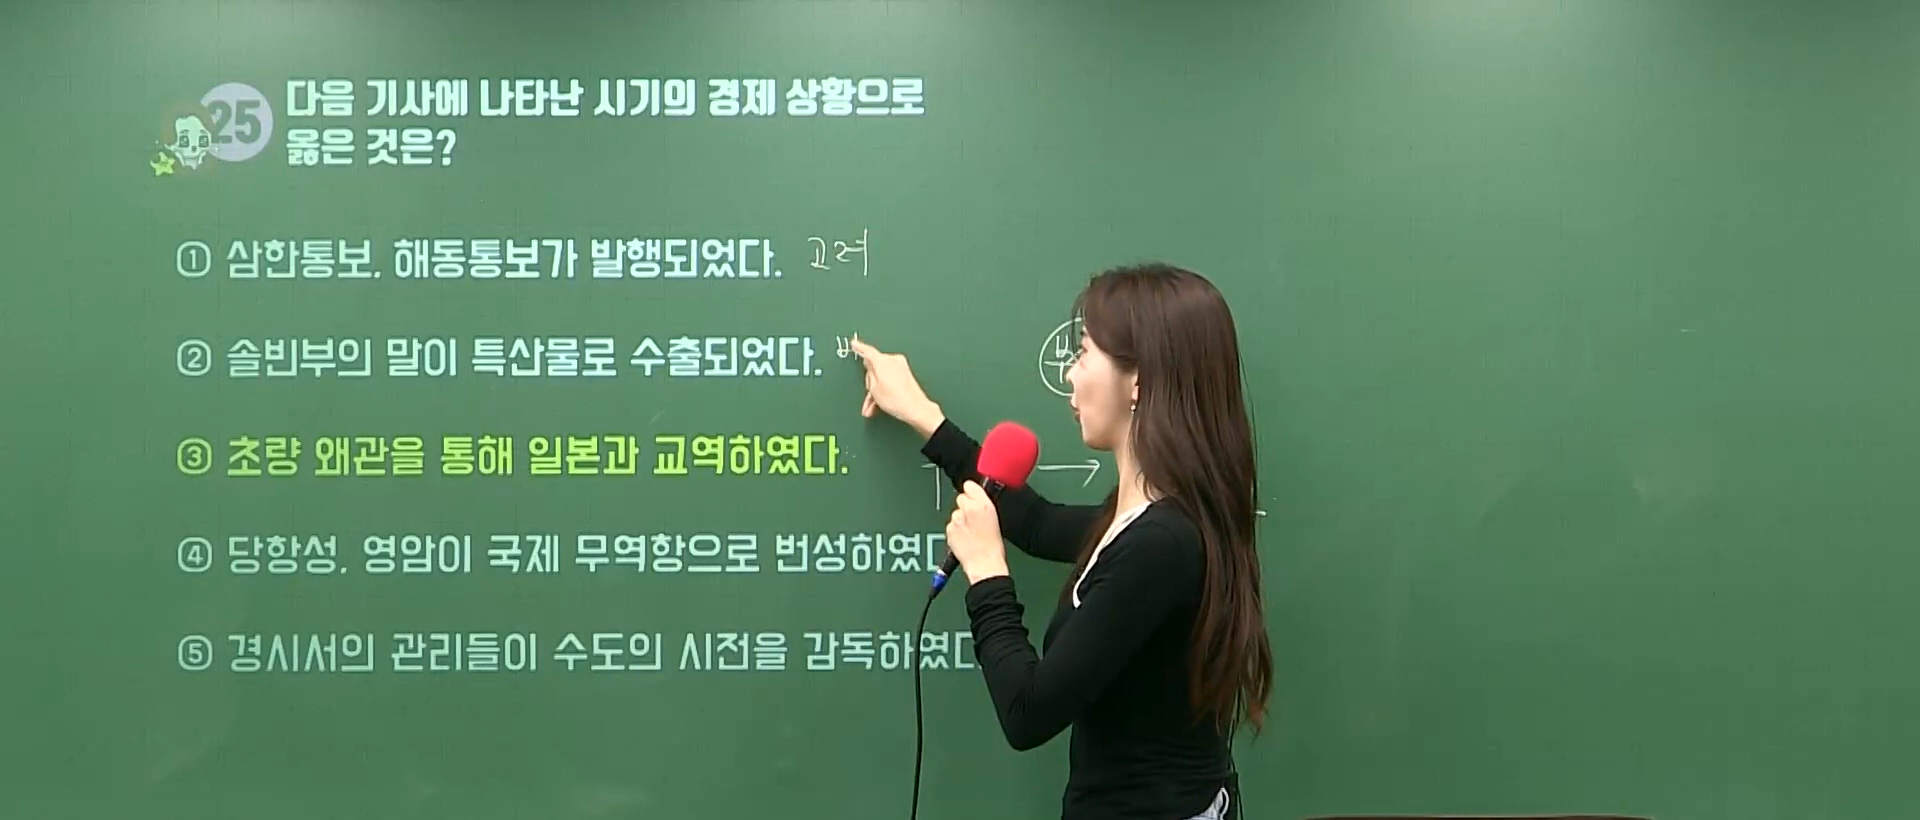 25 다음 기사에 나타난 시기의 경제 상황으로
옳은 것은?
① 삼한통보, 해동통보가 발행되었다. 고려
② 솔빈부의 말이 특산물로 수출되었다.
③ 초량 왜관을 통해 일본과 교역하였다.
④ 당항성, 영암이 국제 무역항으로 번성하였
⑤ 경시서의 관리들이 수도의 시전을 감독하였